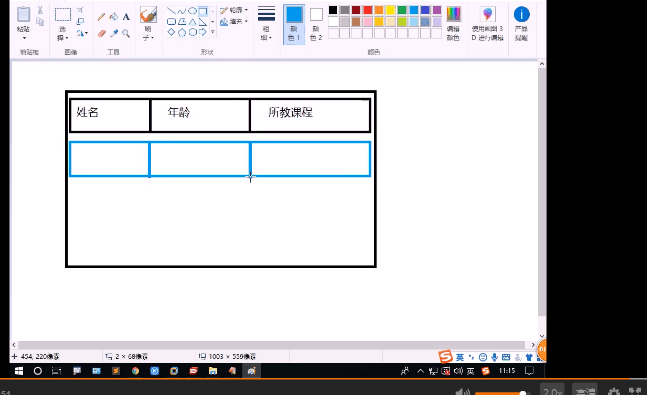 粘贴
选择
刷子
轮廓
填充
粗细
颜色 1
颜色 2
编辑颜色
使用画图 3D 进行编辑
产品提醒
剪贴板
图像
工具
形状
颜色
姓名
年龄
所教课程
454, 220像素
2 × 68像素
1003 × 559像素
英
11:15
2.0x
高清